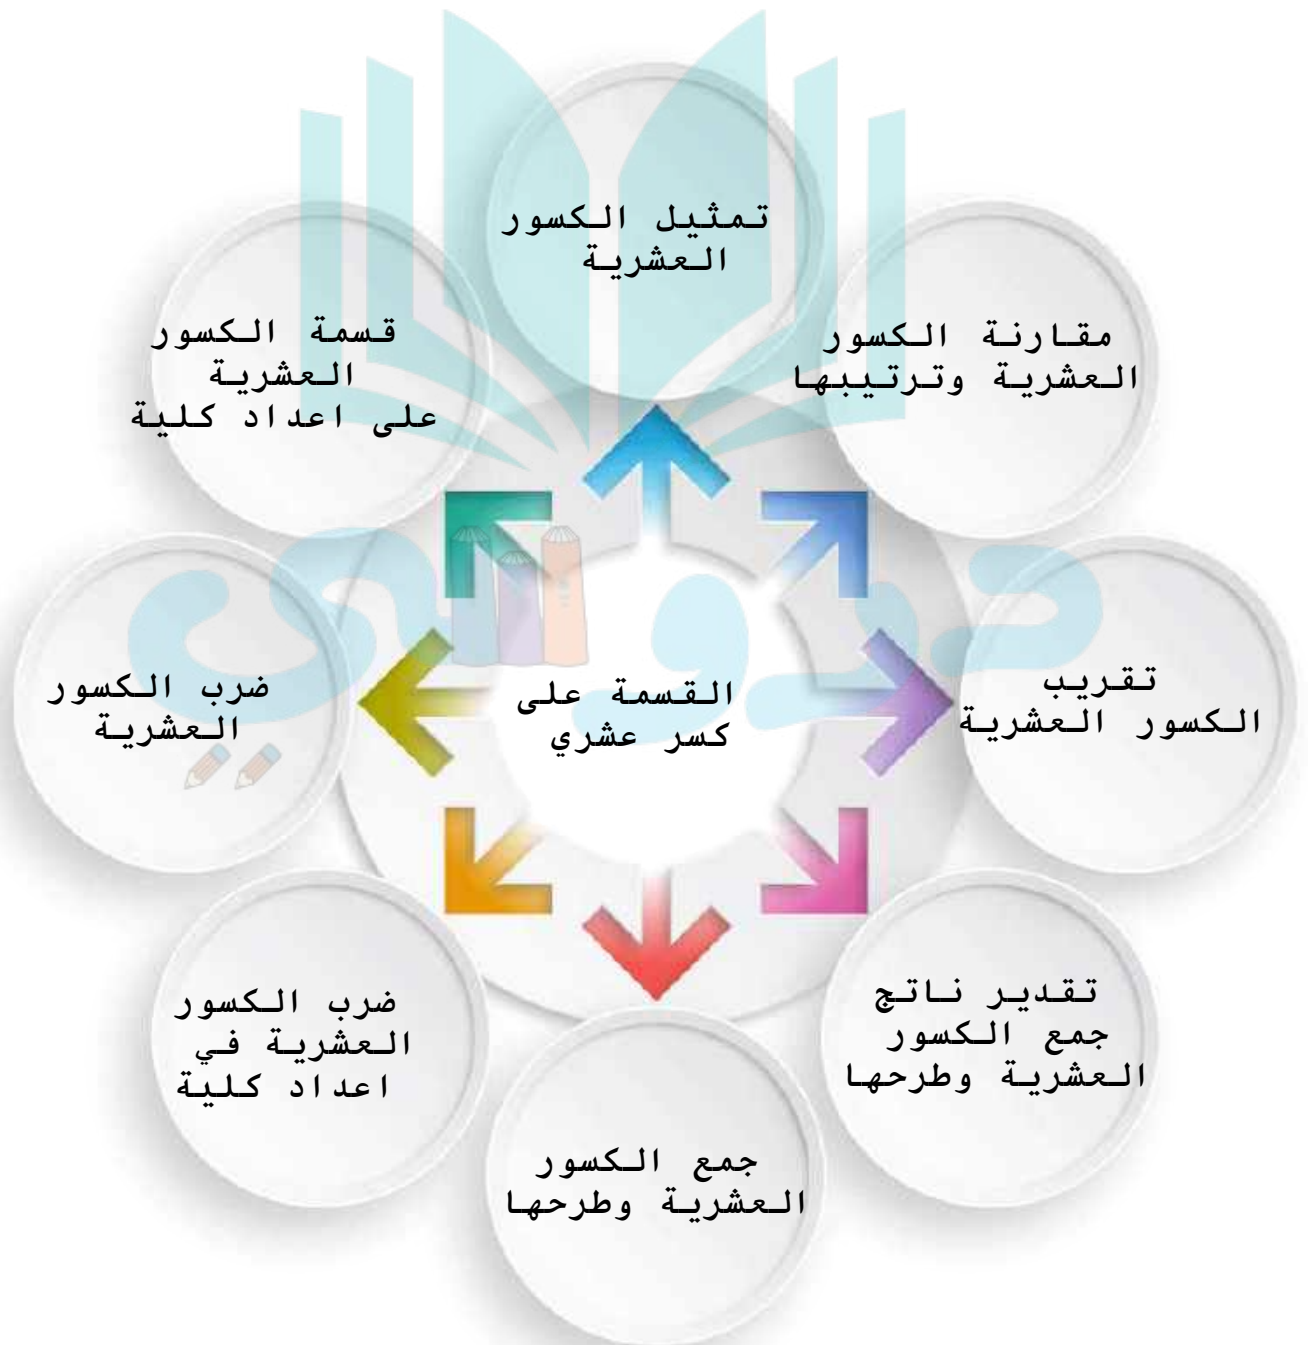 تمثيل الكسور
العشرية
مقارنة الكسور
العشرية وترتيبها
قسمة الكسور
العشرية
على اعداد كلية
تقريب
الكسور العشرية
القسمة على
كسر عشري
ضرب الكسور
العشرية
تقدير ناتج
جمع الكسور
العشرية وطرحها
ضرب الكسور
العشرية في
اعداد كلية
جمع الكسور
العشرية وطرحها